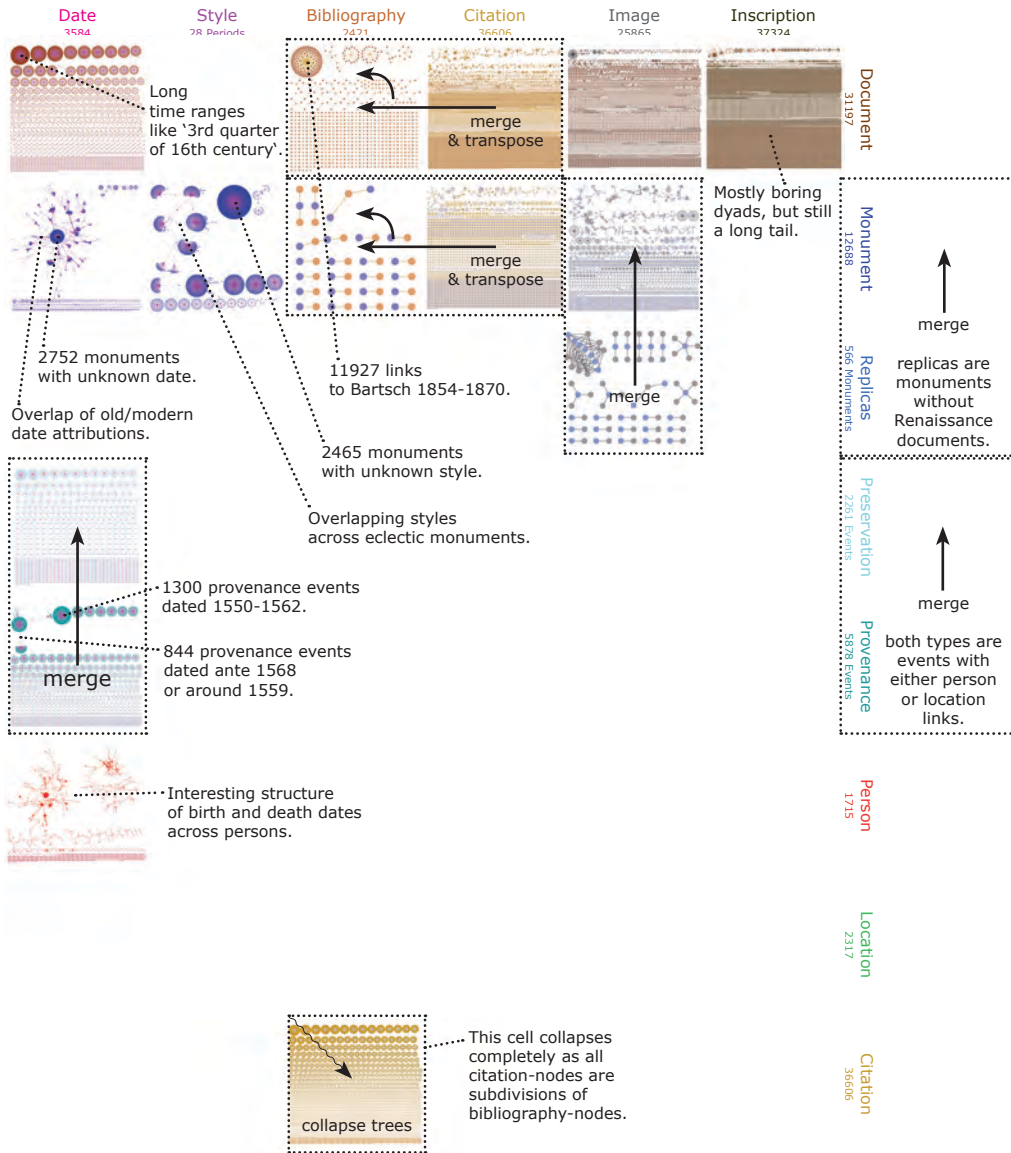 Date
3584
Style
28 Periods
Bibliography
2421
Citation
36606
Image
25865
Inscription
37324
Long
time ranges
like ‘3rd quarter
of 16th century‘.
merge
& transpose
Document
31197
Mostly boring
dyads, but still
a long tail.
merge
& transpose
Monument
12688
merge
2752 monuments
with unknown date.
Overlap of old/modern
date attributions.
11927 links
to Bartsch 1854-1870.
merge
Replicas
566 Monuments
replicas are
monuments
without
Renaissance
documents.
2465 monuments
with unknown style.
Overlapping styles
across eclectic monuments.
Preservation
2261 Events
merge
1300 provenance events
dated 1550-1562.
844 provenance events
dated ante 1568
or around 1559.
merge
Provenance
5878 Events
both types are
events with
either person
or location
links.
Interesting structure
of birth and death dates
across persons.
Person
1715
Location
2317
This cell collapses
completely as all
citation-nodes are
subdivisions of
bibliography-nodes.
collapse trees
Citation
36606